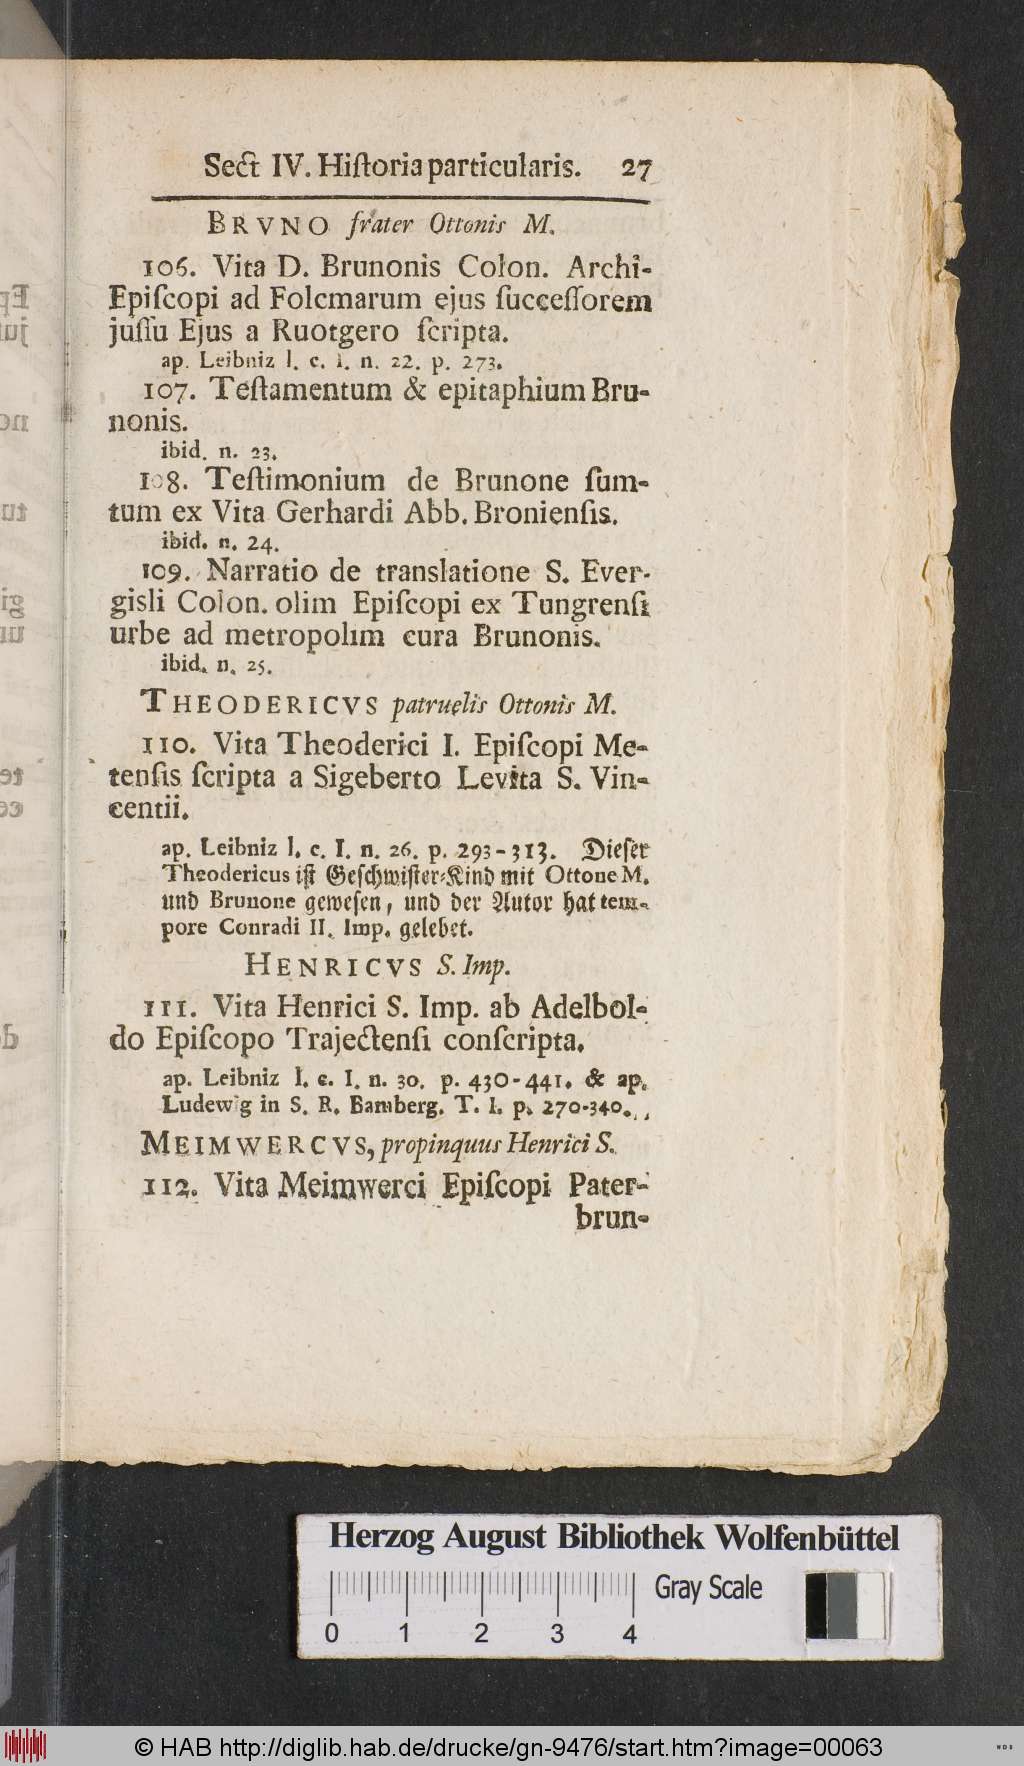 Sect IV. Hiſtoria particularis. 27
BRVNO frater Ottonis M.
106. Vita D. Brunonis Colon. Archi-
Epiſcopi ad Folcmarum ejus ſucceſſorem
juſſu Ejus a Ruotgero ſcripta.
ap. Leibniz l. c. I. n. 22. p. 273.
107. Teſtamentum & epitaphium Bru-
nonis.
ibid. n. 23.
108. Teſtimonium de Brunone ſum-
tum ex Vita Gerhardi Abb. Bronienſis.
ibid. n. 24.
109. Narratio de translatione S. Ever-
gisli Colon. olim Epiſcopi ex Tungrenſi
urbe ad metropolim cura Brunonis.
ibid. n. 25.
THEODERICVS patruelis Ottonis M.
110. Vita Theoderici I. Epiſcopi Me-
tenſis ſcripta a Sigeberto Levita S. Vin-
centii.
ap. Leibniz l. c. I. n. 26. p. 293-313. Dieſer
Theodericus iſt Geſchwiſter-Kind mit Ottone M.
und Brunone geweſen, und der Autor hat tem-
pore Conradi II. Imp. gelebet.
HENRICVS S. Imp.
111. Vita Henrici S. Imp. ab Adelbol-
do Epiſcopo Trajectenſi conſcripta.
ap. Leibniz l. c. I. n. 30. p. 430-441. & ap.
Ludewig in S. R. Bamberg. T. I. p. 270-340.
MEIMWERCVS, propinquus Henrici S.
112. Vita Meimwerci Epiſcopi Pater-
brun-
Herzog August Bibliothek Wolfenbüttel
Gray Scale
0 1 2 3 4
© HAB http://diglib.hab.de/drucke/gn-9476/start.htm?image=00063